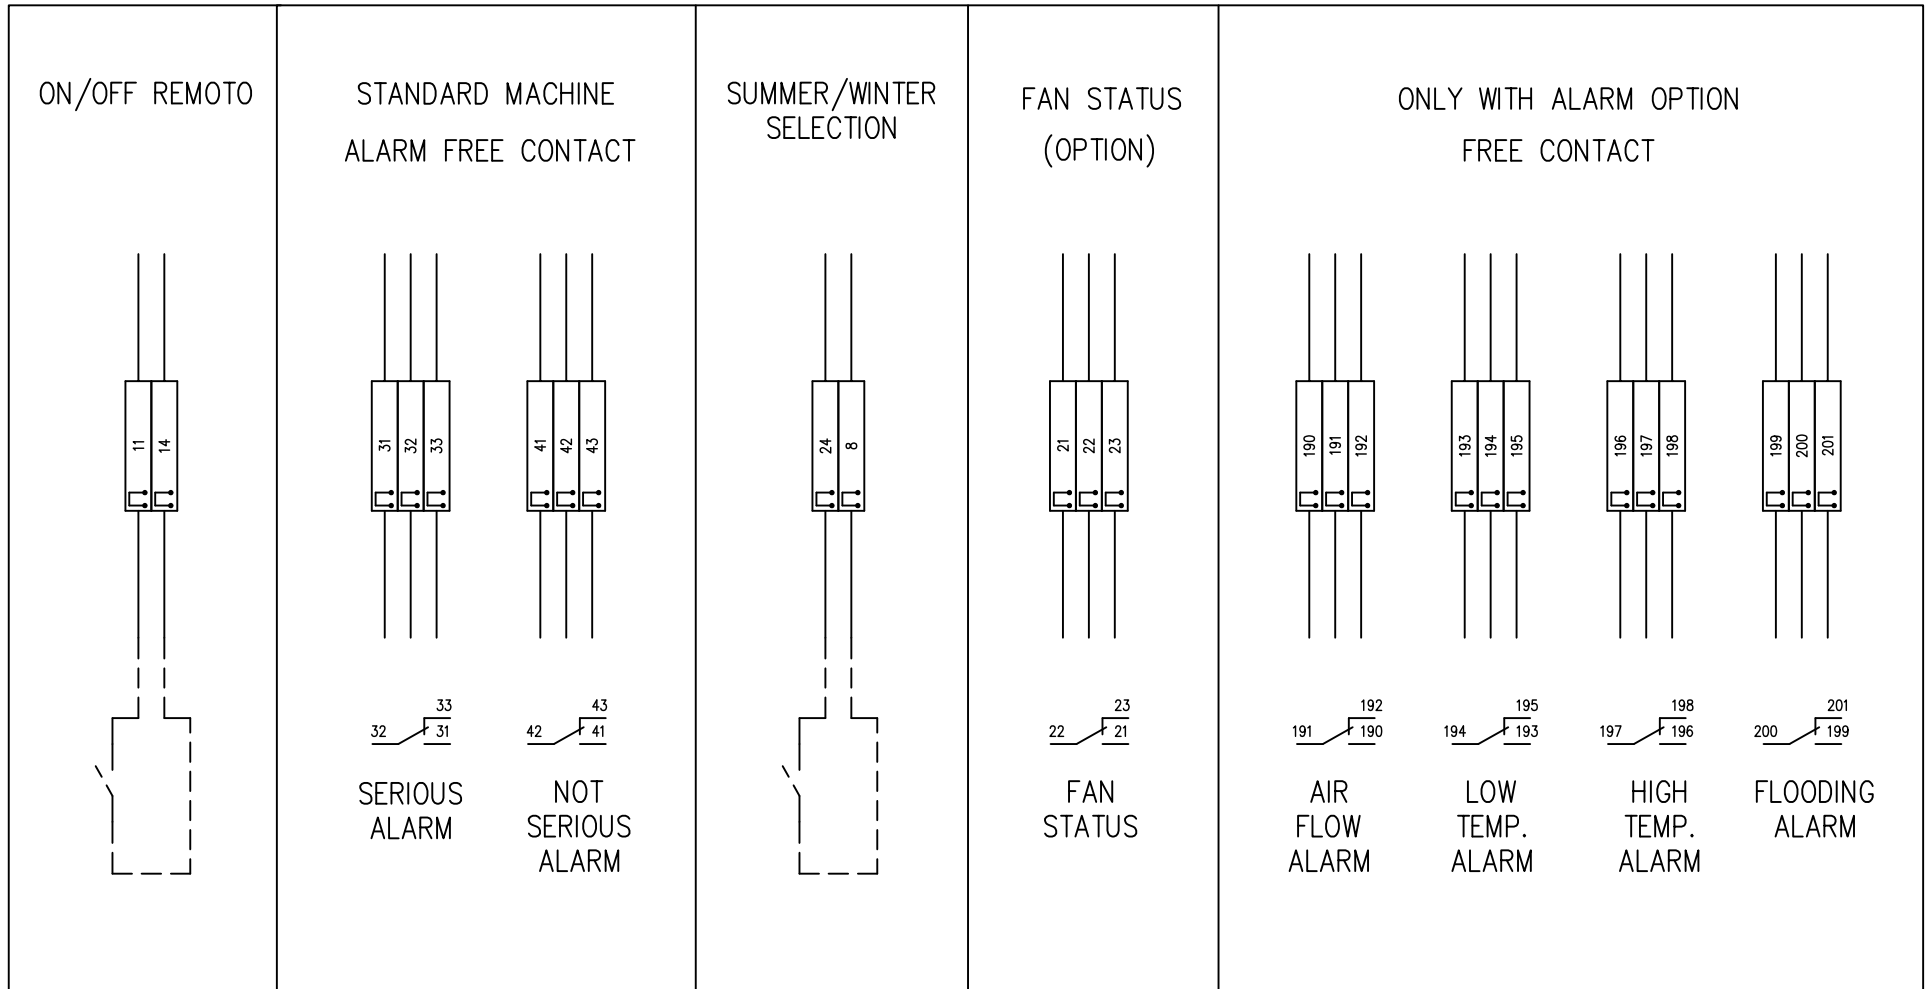 ON/OFF REMOTO
STANDARD MACHINE
ALARM FREE CONTACT
SUMMER/WINTER
SELECTION
FAN STATUS
(OPTION)
ONLY WITH ALARM OPTION
FREE CONTACT
11
14
31
32
33
41
42
43
24
8
21
22
23
190
191
192
193
194
195
196
197
198
199
200
201
33
32
31
SERIOUS
ALARM
43
42
41
NOT
SERIOUS
ALARM
23
22
21
FAN
STATUS
192
191
190
AIR
FLOW
ALARM
195
194
193
LOW
TEMP.
ALARM
198
197
196
HIGH
TEMP.
ALARM
201
200
199
FLOODING
ALARM